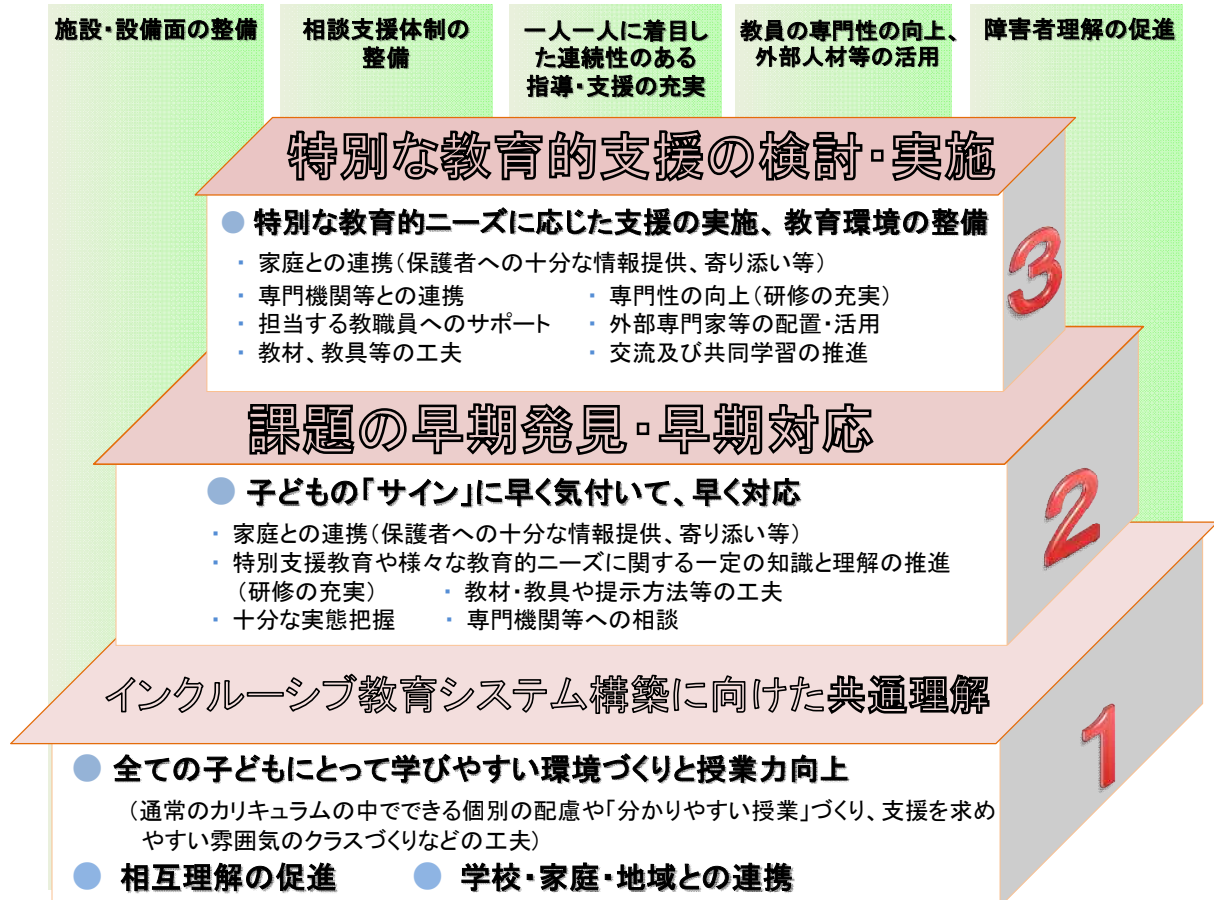 施設・設備面の整備
相談支援体制の
整備
一人一人に着目し
た連続性のある
指導・支援の充実
教員の専門性の向上、
外部人材等の活用
障害者理解の促進
特別な教育的支援の検討・実施
● 特別な教育的ニーズに応じた支援の実施、教育環境の整備
・ 家庭との連携（保護者への十分な情報提供、寄り添い等）
・ 専門機関等との連携 ・ 専門性の向上（研修の充実）
・ 担当する教職員へのサポート ・ 外部専門家等の配置・活用
・ 教材、教具等の工夫 ・ 交流及び共同学習の推進
3
課題の早期発見・早期対応
● 子どもの「サイン」に早く気付いて、早く対応
・ 家庭との連携（保護者への十分な情報提供、寄り添い等）
・ 特別支援教育や様々な教育的ニーズに関する一定の知識と理解の推進
（研修の充実） ・ 教材・教具や提示方法等の工夫
・ 十分な実態把握 ・ 専門機関等への相談
2
インクルーシブ教育システム構築に向けた共通理解
● 全ての子どもにとって学びやすい環境づくりと授業力向上
（通常のカリキュラムの中でできる個別の配慮や「分かりやすい授業」づくり、支援を求め
やすい雰囲気のクラスづくりなどの工夫）
● 相互理解の促進 ● 学校・家庭・地域との連携
1